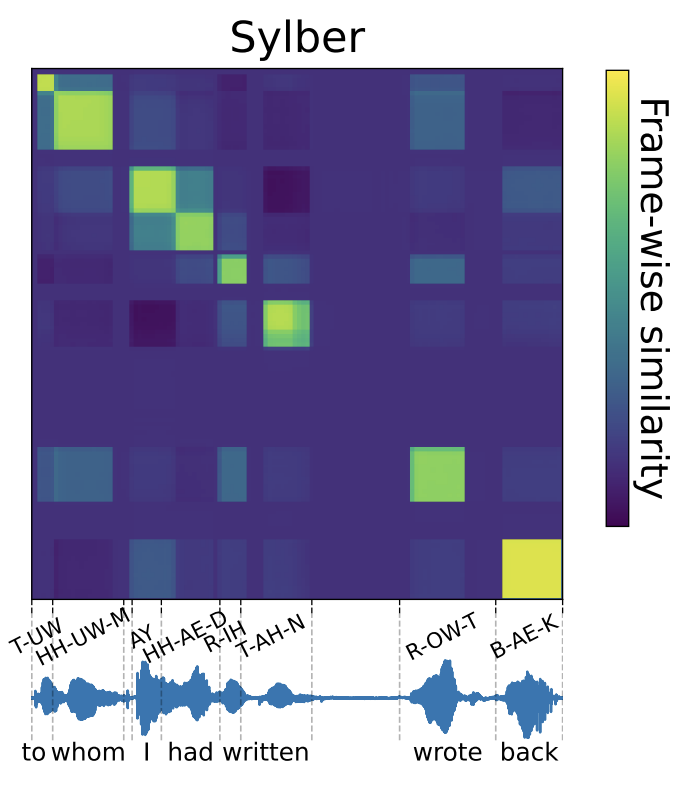 Sylber
Frame-wise similarity
T-UW HH-UW-M AY HH-AE-D R-IH T-AH-N R-OW-T B-AE-K
to whom I had written wrote back